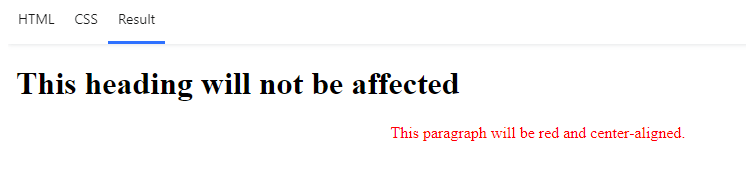 HTML CSS Result
This heading will not be affected
This paragraph will be red and center-aligned.